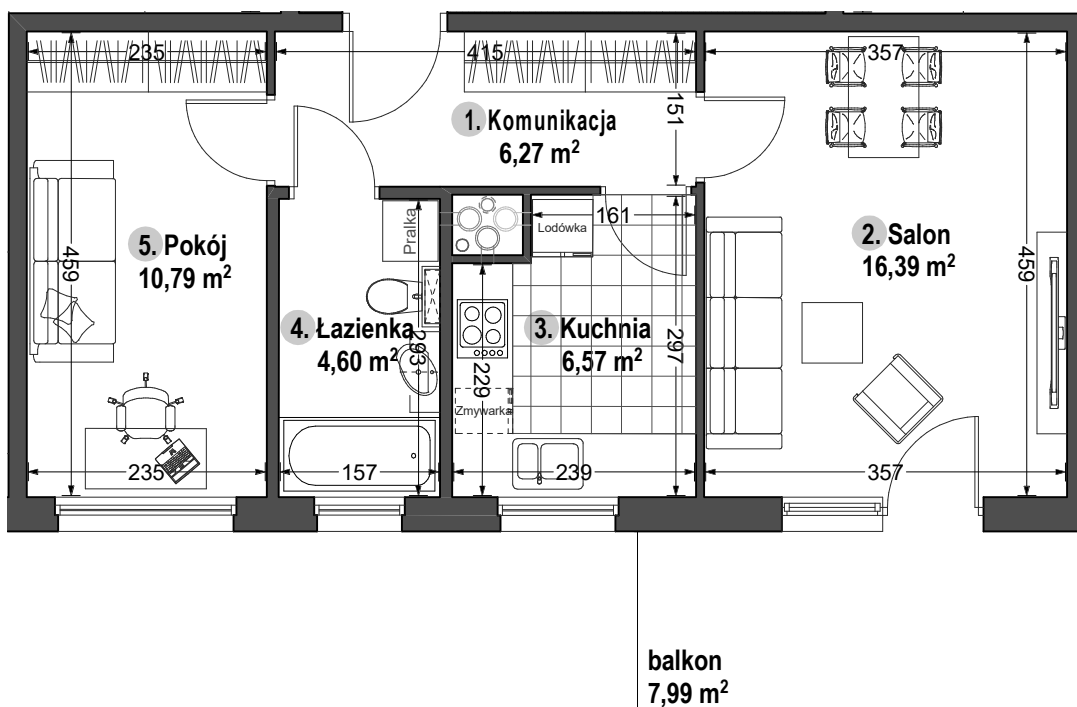 235
415
357
151
1. Komunikacja
6,27 m²
459
5. Pokój
10,79 m²
Pralka
Lodówka
161
2. Salon
16,39 m²
459
4. Łazienka
4,60 m²
293
3. Kuchnia
6,57 m²
297
229
Zmywarka
235
157
239
357
balkon
7,99 m²